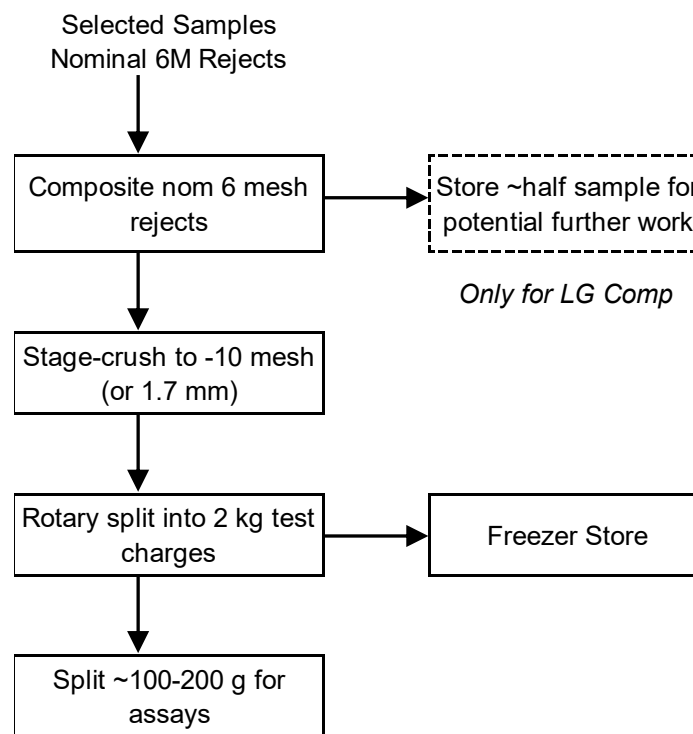 Selected Samples
Nominal 6M Rejects
Composite nom 6 mesh
rejects
Store ~half sample for
potential further work
Only for LG Comp
Stage-crush to -10 mesh
(or 1.7 mm)
Rotary split into 2 kg test
charges
Freezer Store
Split ~100-200 g for
assays